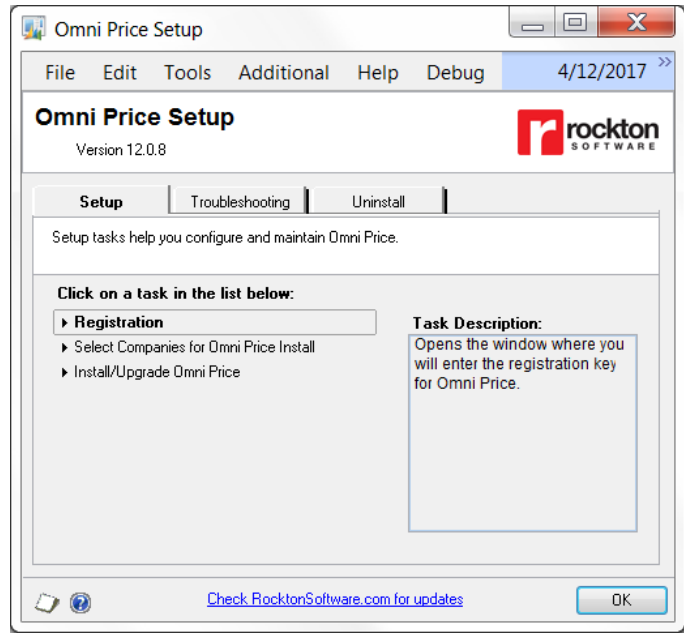 Omni Price Setup
File Edit Tools Additional Help Debug 4/12/2017 »
Omni Price Setup
Version 12.0.8
rockton
SOFTWARE
Setup Troubleshooting Uninstall
Setup tasks help you configure and maintain Omni Price.
Click on a task in the list below:
Registration
Select Companies for Omni Price Install
Install/Upgrade Omni Price
Task Description:
Opens the window where you
will enter the registration key
for Omni Price.
Check RocktonSoftware.com for updates
OK